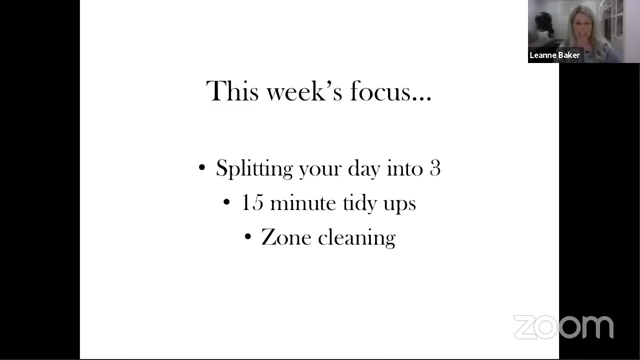 Leanne Baker
This week's focus...
• Splitting your day into 3
• 15 minute tidy ups
• Zone cleaning
zoom